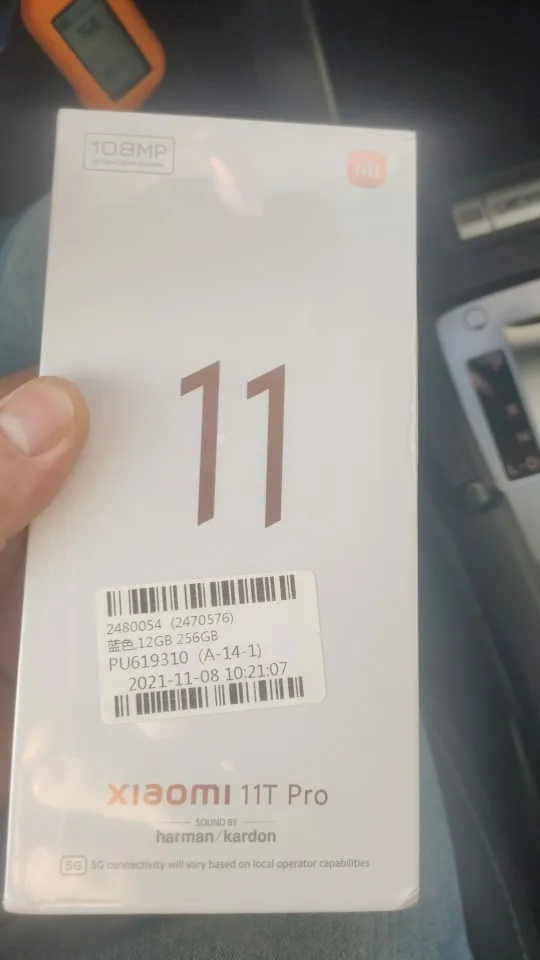 108MP
mi
11
2480054 (2470576)
蓝色,12GB 256GB
PU619310 (A-14-1)
2021-11-08 10:21:07
xiaomi 11T Pro
SOUND BY
harman/kardon
5G 5G connectivity will vary based on local operator capabilities